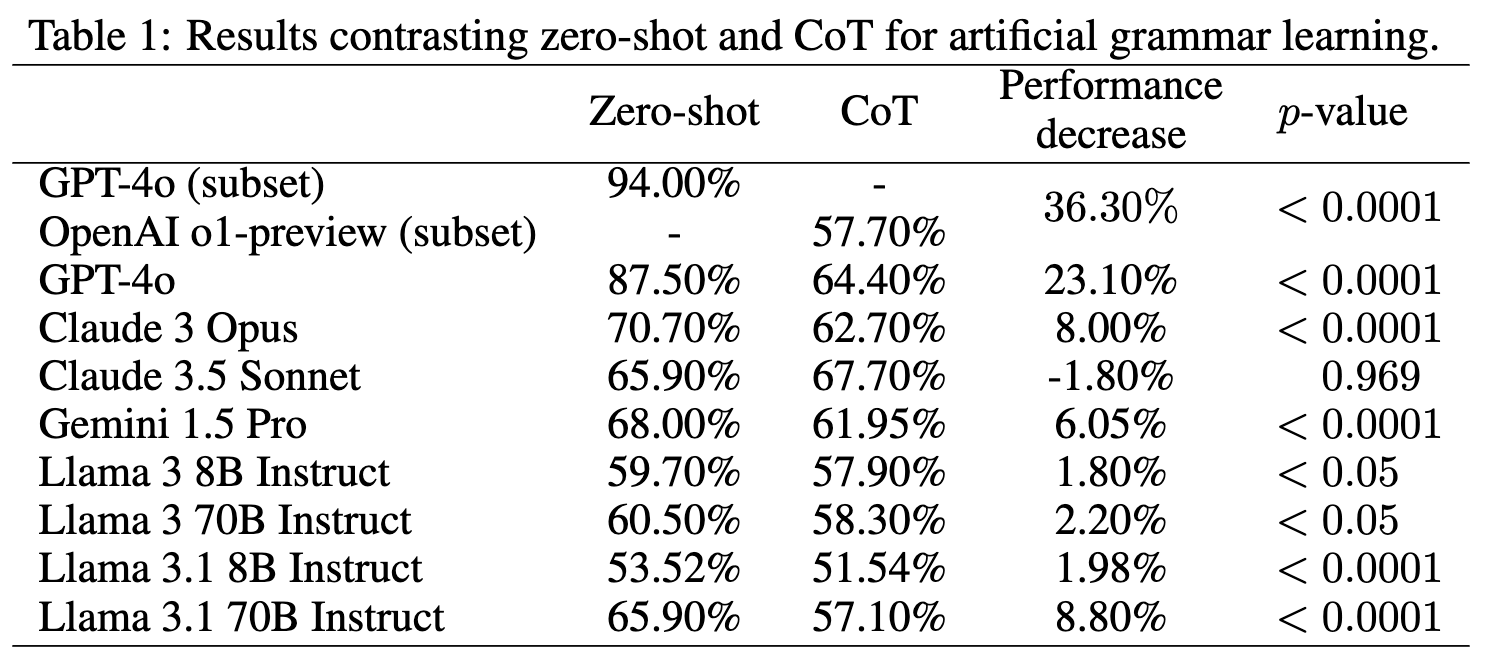 Table 1: Results contrasting zero-shot and CoT for artificial grammar learning.
Zero-shot CoT Performance decrease p-value
GPT-4o (subset) 94.00% - 36.30% < 0.0001
OpenAI o1-preview (subset) - 57.70%
GPT-4o 87.50% 64.40% 23.10% < 0.0001
Claude 3 Opus 70.70% 62.70% 8.00% < 0.0001
Claude 3.5 Sonnet 65.90% 67.70% -1.80% 0.969
Gemini 1.5 Pro 68.00% 61.95% 6.05% < 0.0001
Llama 3 8B Instruct 59.70% 57.90% 1.80% < 0.05
Llama 3 70B Instruct 60.50% 58.30% 2.20% < 0.05
Llama 3.1 8B Instruct 53.52% 51.54% 1.98% < 0.0001
Llama 3.1 70B Instruct 65.90% 57.10% 8.80% < 0.0001